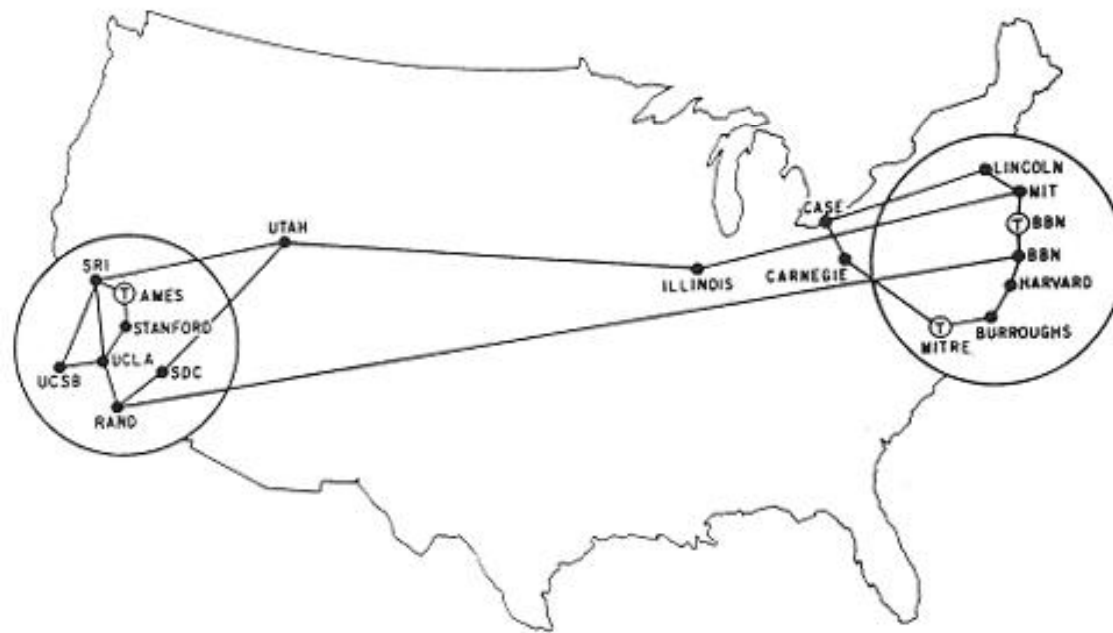 LINCOLN
MIT
CASE
T BBN
UTAH
BBN
SRI
ILLINOIS
CARNEGIE
HARVARD
T AMES
STANFORD
BURROUGHS
T
MITRE
UCLA
UCSB
SDC
RAND